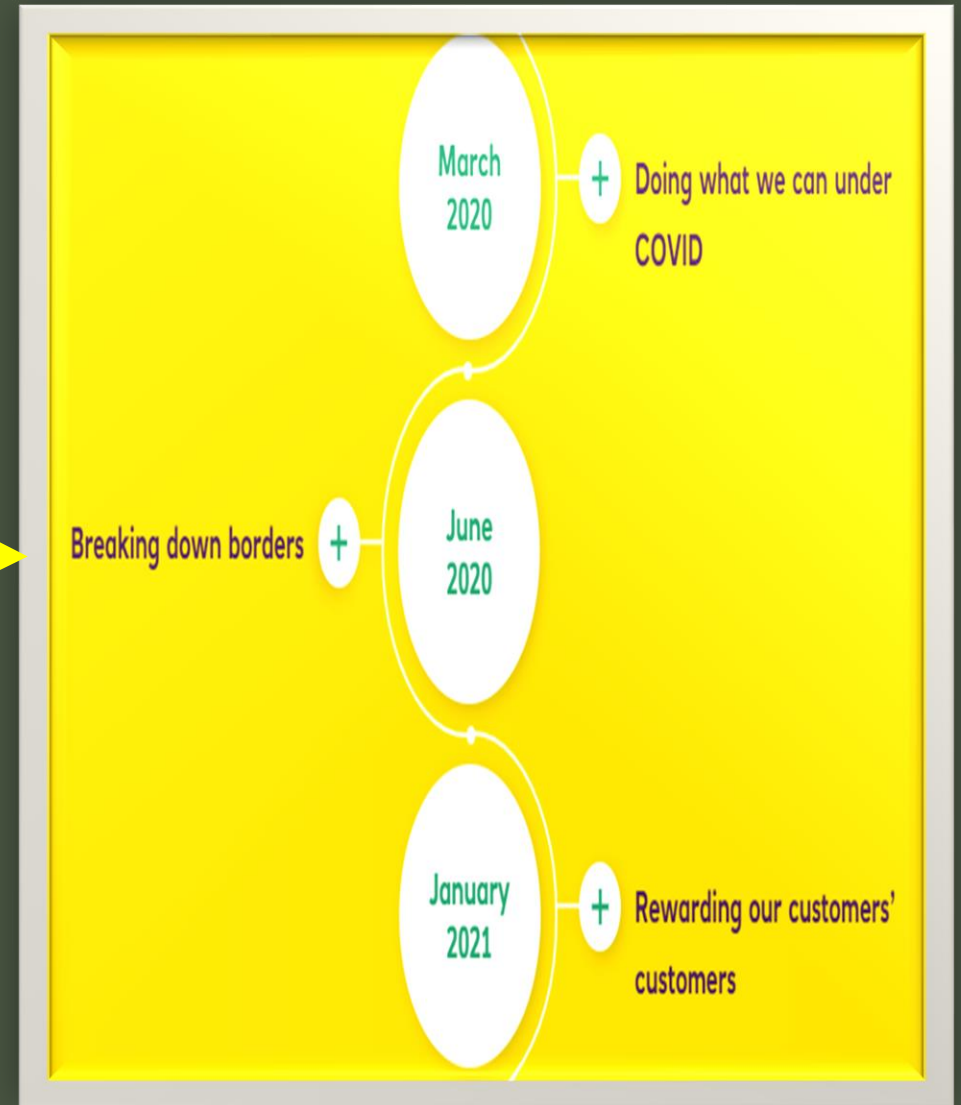 March
2020
+
Doing what we can under
COVID
June
2020
+
Breaking down borders
January
2021
+
Rewarding our customers’
customers